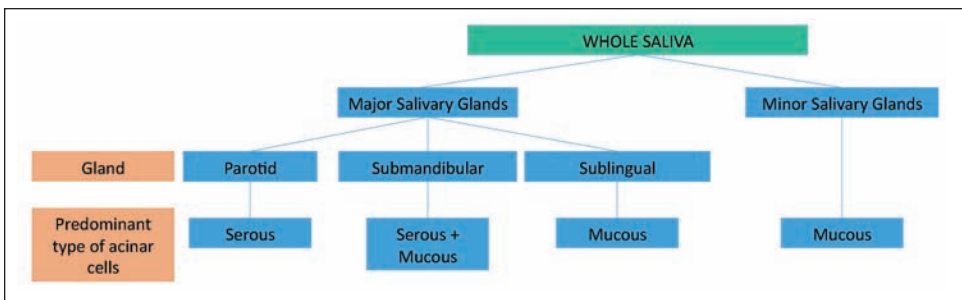 WHOLE SALIVA
Major Salivary Glands
Minor Salivary Glands
Gland
Parotid
Submandibular
Sublingual
Predominant
type of acinar
cells
Serous
Serous +
Mucous
Mucous
Mucous